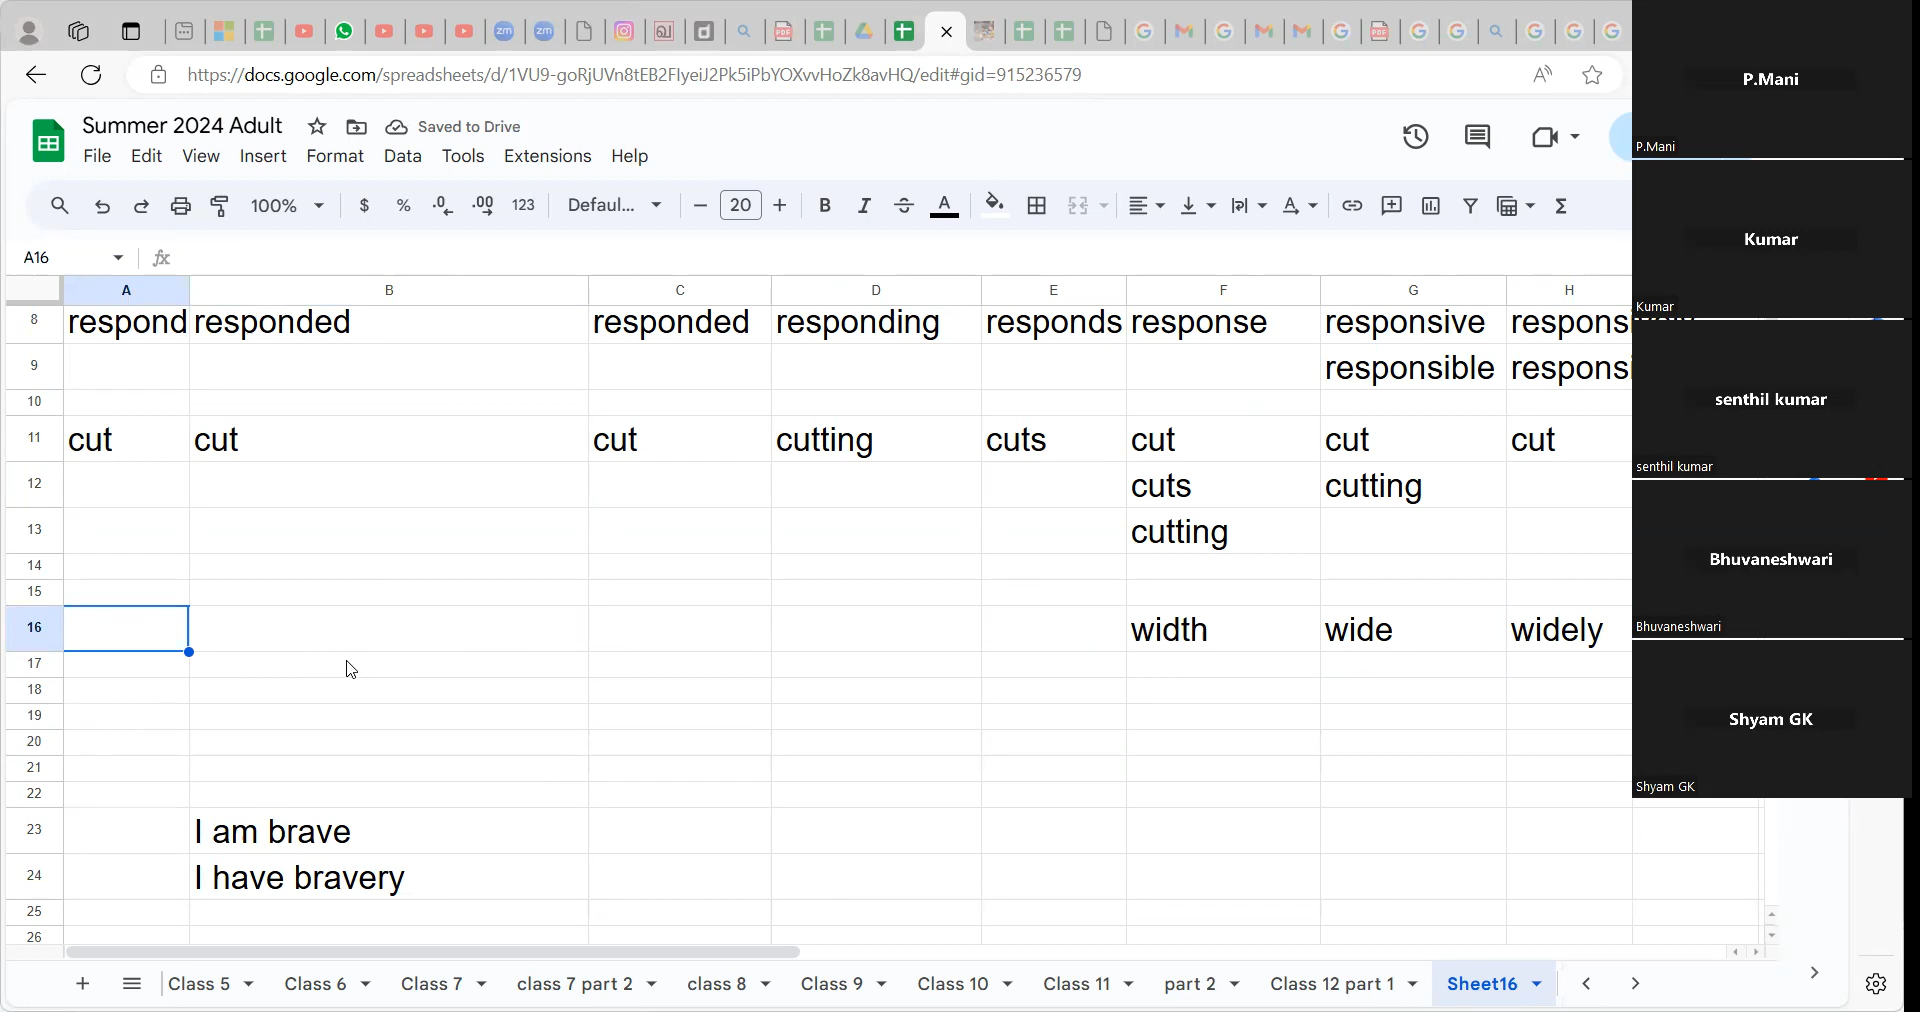 https://docs.google.com/spreadsheets/d/1VU9-goRjUVn8tEB2FIyeiJ2Pk5iPbYOXvvHoZk8avHQ/edit#gid=915236579
Summer 2024 Adult Saved to Drive
File Edit View Insert Format Data Tools Extensions Help
100% $ % .0 .00 123 Defaul... 20
A16
A B C D E F G H
8 respond responded responded responding responds response responsive
9 responsible
10
11 cut cut cut cutting cuts cut cut cut
12 cuts cutting
13 cutting
14
15
16 width wide widely
17
18
19
20
21
22
23 I am brave
24 I have bravery
25
26
Class 5 Class 6 Class 7 class 7 part 2 class 8 Class 9 Class 10 Class 11 part 2 Class 12 part 1 Sheet16
P.Mani
P.Mani
Kumar
Kumar
senthil kumar
senthil kumar
Bhuvaneshwari
Bhuvaneshwari
Shyam GK
Shyam GK